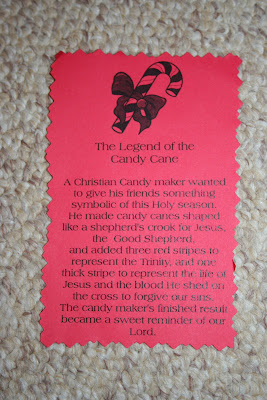 The Legend of the
Candy Cane
A Christian Candy maker wanted
to give his friends something
symbolic of this Holy season.
He made candy canes shaped
like a shepherd's crook for Jesus,
the Good Shepherd,
and added three red stripes to
represent the Trinity, and one
thick stripe to represent the life of
Jesus and the blood He shed on
the cross to forgive our sins.
The candy maker's finished result
became a sweet reminder of our
Lord.